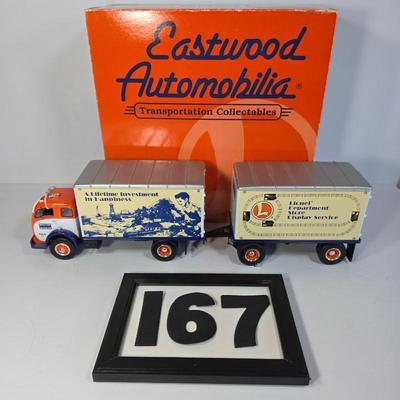 Eastwood
Automobilia®
Transportation Collectables
A Lifetime Investment
in Happiness
L
Lionel®
Department
Store
Display Service
167